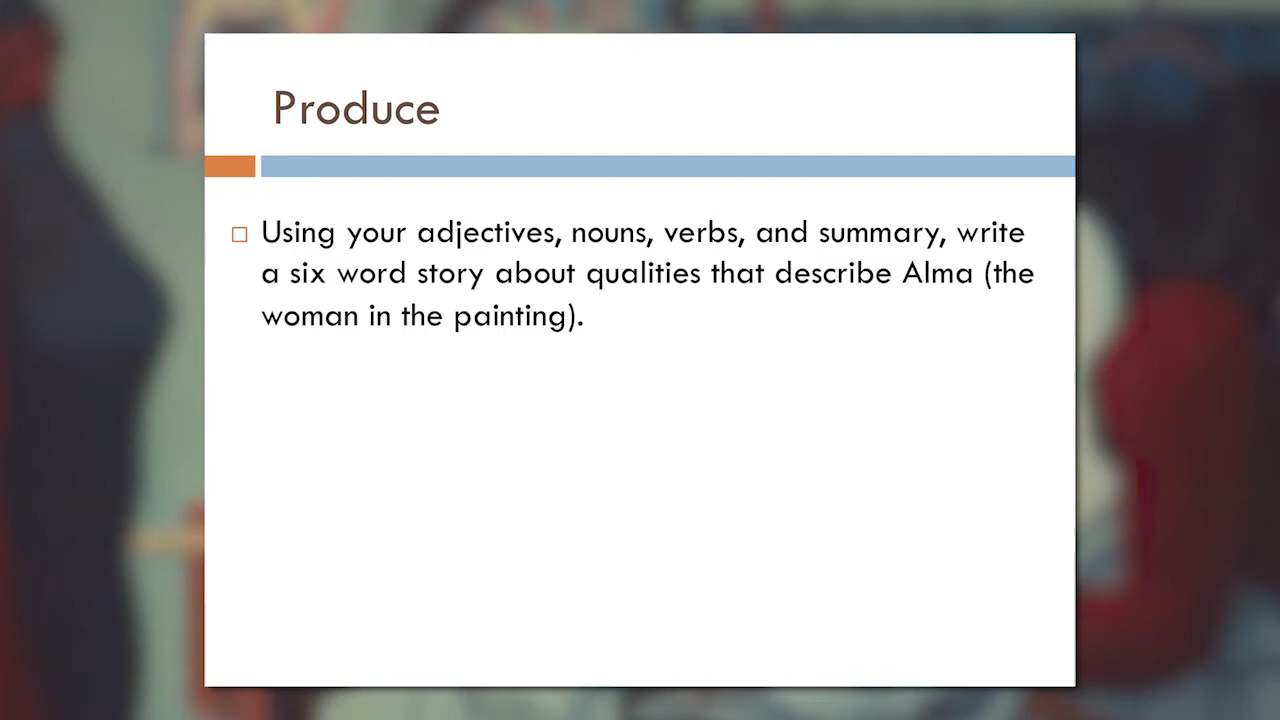 Produce
Using your adjectives, nouns, verbs, and summary, write
a six word story about qualities that describe Alma (the
woman in the painting).